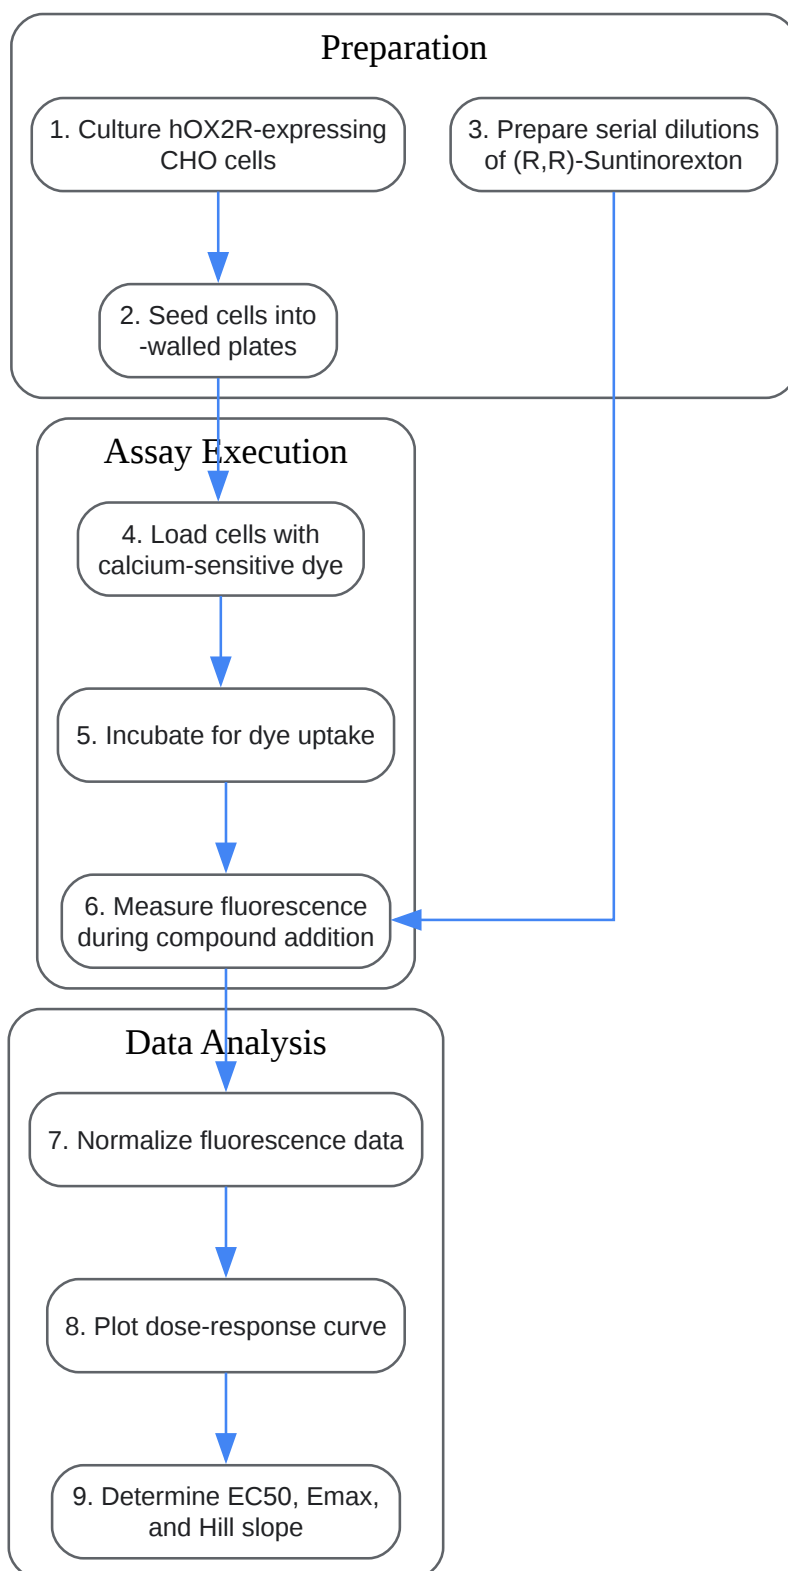 Preparation
1. Culture hOX2R-expressing
CHO cells
3. Prepare serial dilutions
of (R,R)-Suntinorexton
2. Seed cells into
-walled plates
Assay Execution
4. Load cells with
calcium-sensitive dye
5. Incubate for dye uptake
6. Measure fluorescence
during compound addition
Data Analysis
7. Normalize fluorescence data
8. Plot dose-response curve
9. Determine EC50, Emax,
and Hill slope